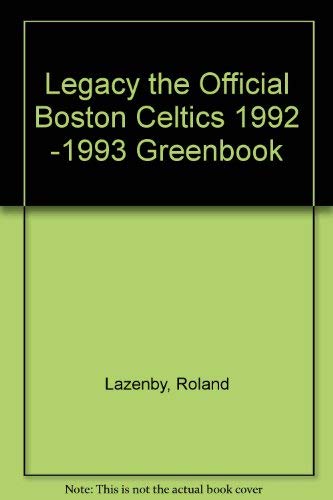 Legacy the Official
Boston Celtics 1992
-1993 Greenbook
Lazenby, Roland
Note: This is not the actual book cover